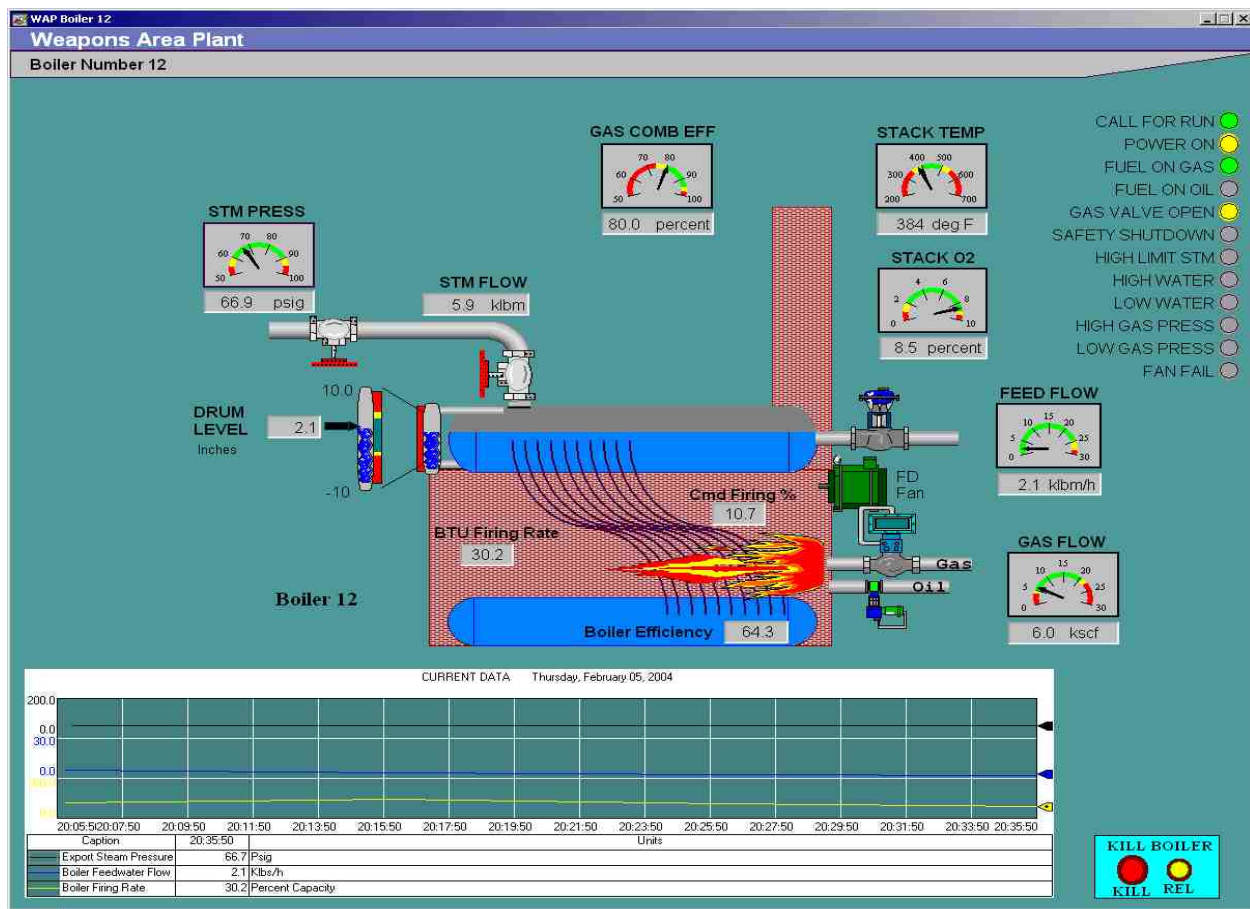 WAP Boiler 12
Weapons Area Plant
Boiler Number 12
GAS COMB EFF
50 60 70 80 90 100
80.0 percent
STACK TEMP
200 300 400 500 600 700
384 deg F
STM PRESS
50 60 70 80 90 100
66.9 psig
STM FLOW
5.9 klbm
STACK O2
2 4 6 8 10
8.5 percent
CALL FOR RUN
POWER ON
FUEL ON GAS
FUEL ON OIL
GAS VALVE OPEN
SAFETY SHUTDOWN
HIGH LIMIT STM
HIGH WATER
LOW WATER
HIGH GAS PRESS
LOW GAS PRESS
FAN FAIL
DRUM
LEVEL
Inches
2.1
10.0
-10
FEED FLOW
0 5 10 15 20 25 30
2.1 klbm/h
FD
Fan
Cmd Firing %
10.7
BTU Firing Rate
30.2
Gas
Oil
GAS FLOW
0 5 10 15 20 25 30
6.0 kscf
Boiler 12
Boiler Efficiency 64.3
CURRENT DATA Thursday, February 05, 2004
200.0
0.0
30.0
0.0
0.0
20:05:50 20:07:50 20:09:50 20:11:50 20:13:50 20:15:50 20:17:50 20:19:50 20:21:50 20:23:50 20:25:50 20:27:50 20:29:50 20:31:50 20:33:50 20:35:50
Caption 20:35:50 Units
Export Steam Pressure 66.7 Psig
Boiler Feedwater Flow 2.1 Klbs/h
Boiler Firing Rate 30.2 Percent Capacity
KILL BOILER
KILL REL